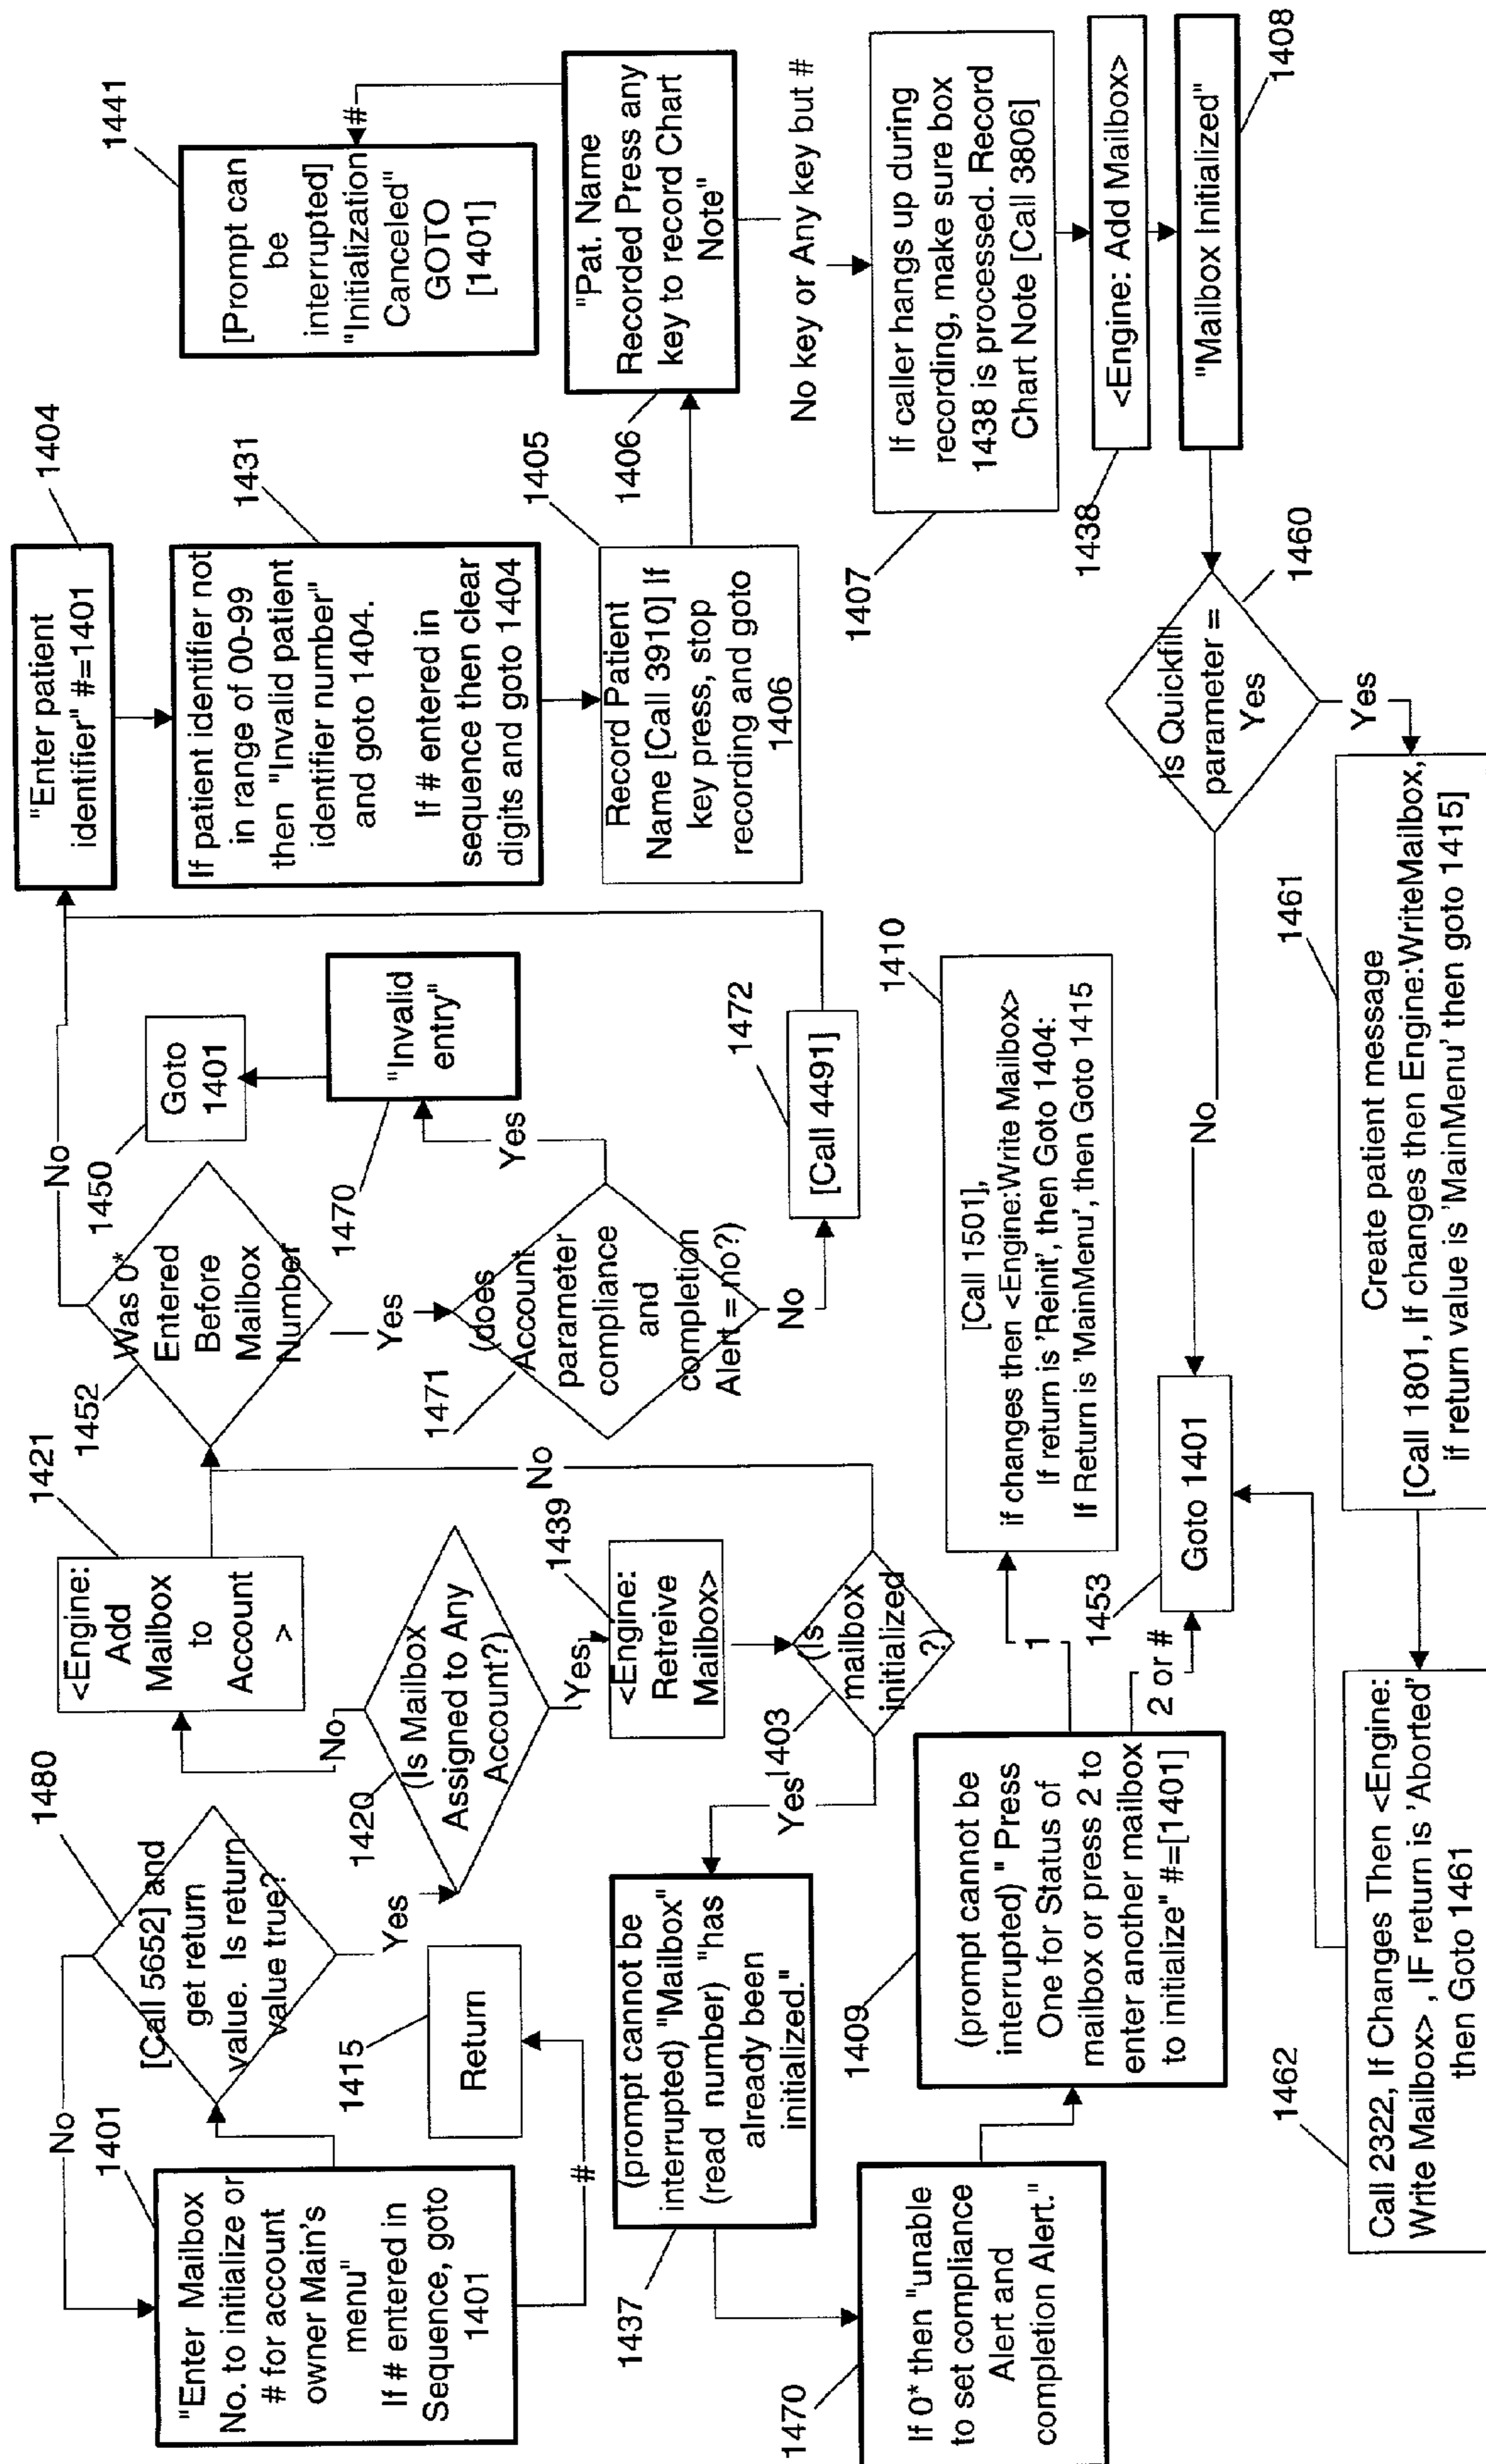 No
1401
"Enter Mailbox
No. to initialize or
# for account
owner Main's
menu"
If # entered in
Sequence, goto
1401
#
1480
[Call 5652] and
get return
value. Is return
value true?
Yes
1415
Return
1421
<Engine:
Add
Mailbox
to
Account
>
No
1420
(Is Mailbox
Assigned to Any
Account?)
Yes
1439
<Engine:
Retreive
Mailbox>
1403
(Is
mailbox
initialized
?)
No
Yes
1437
(prompt cannot be
interrupted) "Mailbox"
(read number) "has
already been
initialized."
1470
If 0* then "unable
to set compliance
Alert and
completion Alert."
1409
(prompt cannot be
interrupted) " Press
One for Status of
mailbox or press 2 to
enter another mailbox
to initialize" #=[1401]
1
2 or #
1410
[Call 1501],
if changes then <Engine:Write Mailbox>
If return is 'Reinit', then Goto 1404:
If Return is 'MainMenu', then Goto 1415
1453
Goto 1401
1452
Was 0*
Entered
Before
Mailbox
Number
No
Yes
1450
Goto
1401
1470
"Invalid
entry"
1471
(does
Account
parameter
compliance
and
completion
Alert = no?)
Yes
No
1472
[Call 4491]
1404
"Enter patient
identifier" #=1401
1431
If patient identifier not
in range of 00-99
then "Invalid patient
identifier number"
and goto 1404.
If # entered in
sequence then clear
digits and goto 1404
1405
Record Patient
Name [Call 3910] If
key press, stop
recording and goto
1406
1441
[Prompt can
be
interrupted]
"Initialization
Canceled"
GOTO
[1401]
#
1406
"Pat. Name
Recorded Press any
key to record Chart
Note"
No key or Any key but #
1407
If caller hangs up during
recording, make sure box
1438 is processed. Record
Chart Note [Call 3806]
1438
<Engine: Add Mailbox>
1408
"Mailbox Initialized"
1460
Is Quickfill
parameter =
Yes
No
Yes
1461
Create patient message
[Call 1801, If changes then Engine:WriteMailbox,
if return value is 'MainMenu' then goto 1415]
1462
Call 2322, If Changes Then <Engine:
Write Mailbox> , IF return is 'Aborted'
then Goto 1461